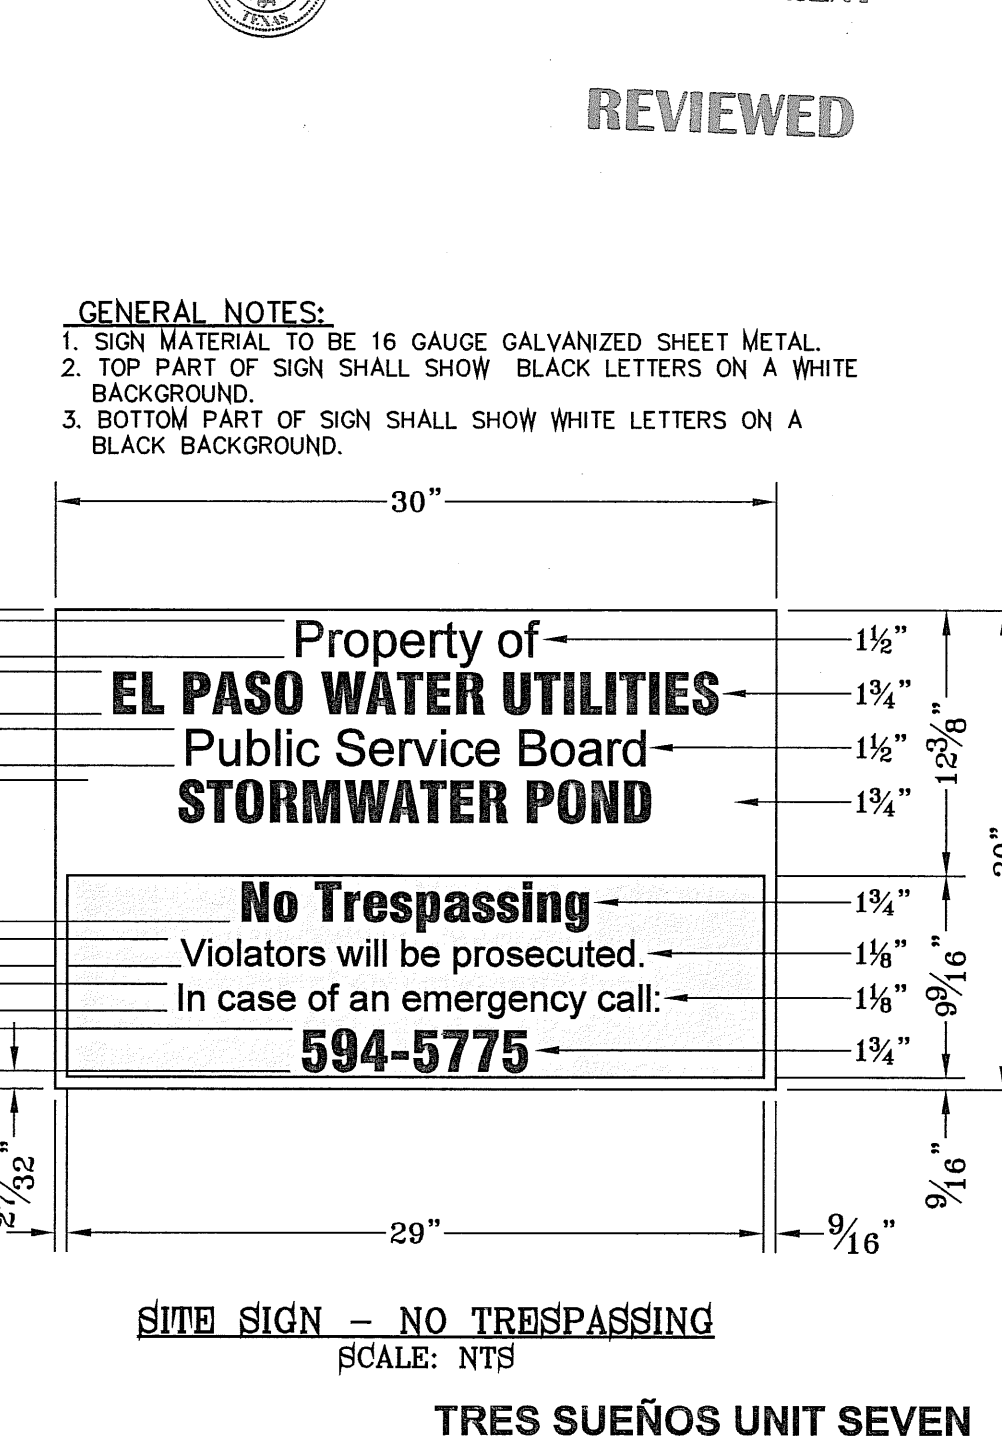 TEXAS
REVIEWED
GENERAL NOTES:
1. SIGN MATERIAL TO BE 16 GAUGE GALVANIZED SHEET METAL.
2. TOP PART OF SIGN SHALL SHOW BLACK LETTERS ON A WHITE
BACKGROUND.
3. BOTTOM PART OF SIGN SHALL SHOW WHITE LETTERS ON A
BLACK BACKGROUND.
30"
Property of 1½"
EL PASO WATER UTILITIES 1¾"
Public Service Board 1½"
STORMWATER POND 1¾"
12⅜"
No Trespassing 1¾"
Violators will be prosecuted. 1⅛"
In case of an emergency call: 1⅛"
594-5775 1¾"
9 9/16"
9/16"
29"
9/16"
SITE SIGN – NO TRESPASSING
SCALE: NTS
TRES SUEÑOS UNIT SEVEN